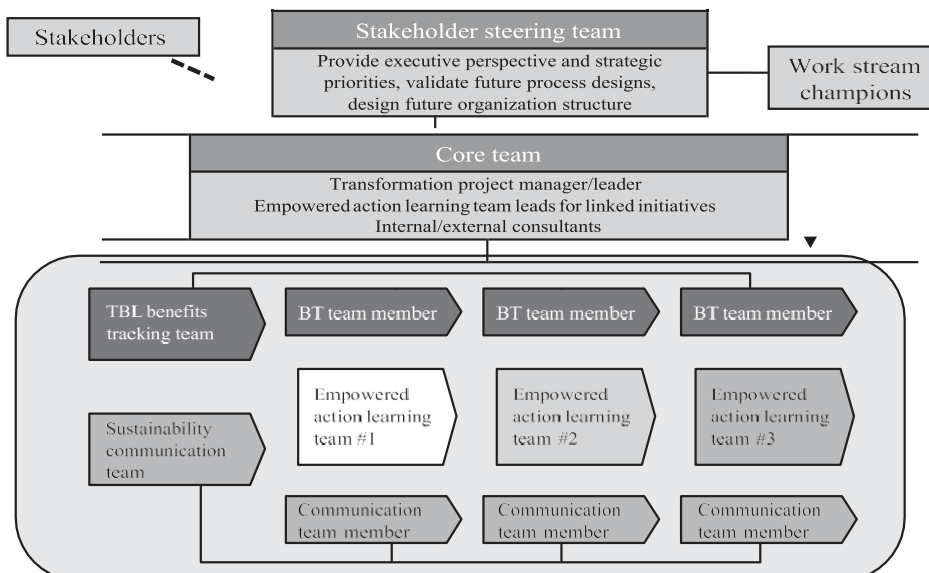 Stakeholders
Stakeholder steering team
Provide executive perspective and strategic
priorities, validate future process designs,
design future organization structure
Work stream
champions
Core team
Transformation project manager/leader
Empowered action learning team leads for linked initiatives
Internal/external consultants
TBL benefits
tracking team
BT team member
BT team member
BT team member
Empowered
action learning
team #1
Empowered
action learning
team #2
Empowered
action learning
team #3
Sustainability
communication
team
Communication
team member
Communication
team member
Communication
team member